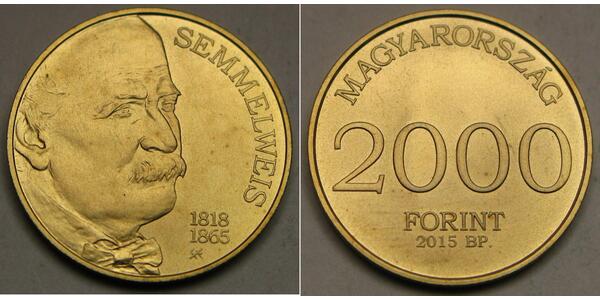 SEMMELWEIS
1818
1865
MAGYARORSZÁG
2000
FORINT
2015 BP.